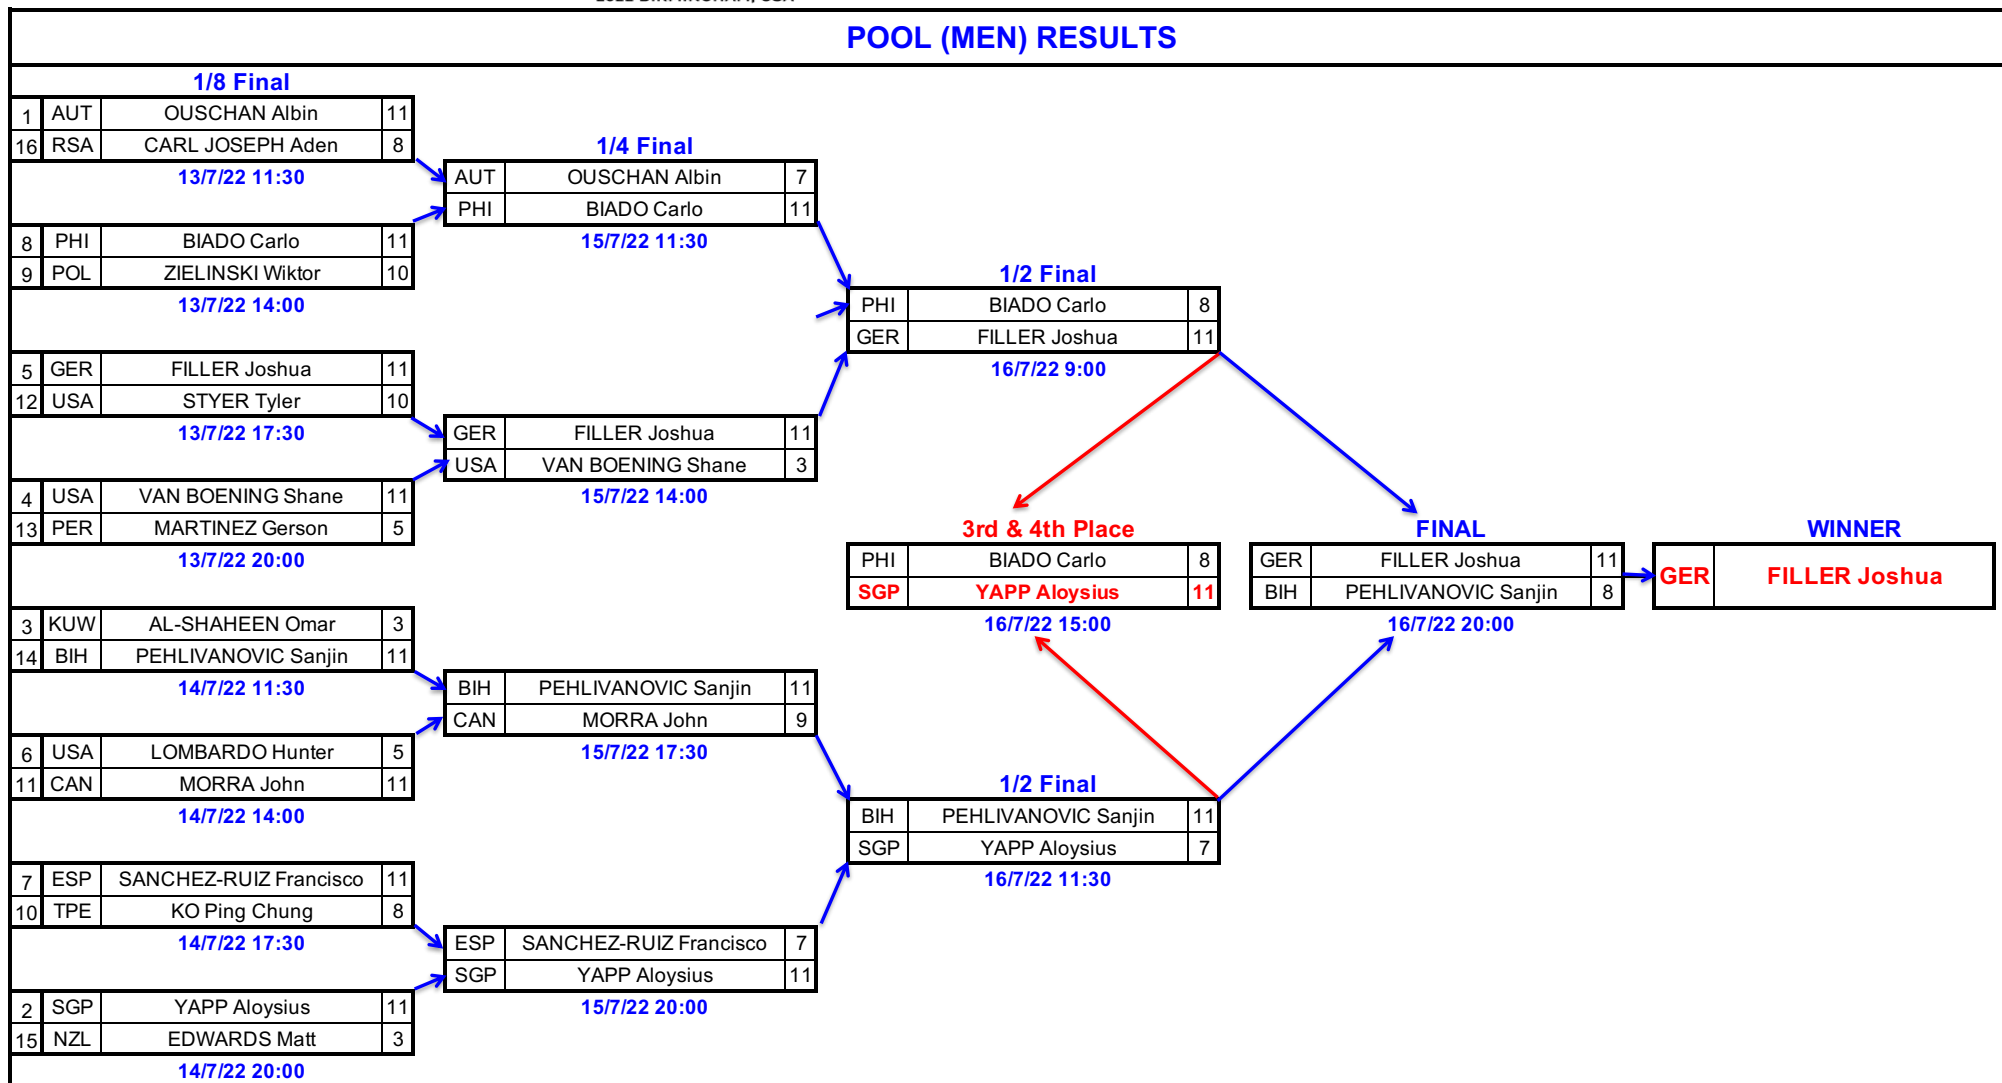 POOL (MEN) RESULTS
1/8 Final
1 AUT OUSCHAN Albin 11
16 RSA CARL JOSEPH Aden 8
13/7/22 11:30
8 PHI BIADO Carlo 11
9 POL ZIELINSKI Wiktor 10
13/7/22 14:00
5 GER FILLER Joshua 11
12 USA STYER Tyler 10
13/7/22 17:30
4 USA VAN BOENING Shane 11
13 PER MARTINEZ Gerson 5
13/7/22 20:00
3 KUW AL-SHAHEEN Omar 3
14 BIH PEHLIVANOVIC Sanjin 11
14/7/22 11:30
6 USA LOMBARDO Hunter 5
11 CAN MORRA John 11
14/7/22 14:00
7 ESP SANCHEZ-RUIZ Francisco 11
10 TPE KO Ping Chung 8
14/7/22 17:30
2 SGP YAPP Aloysius 11
15 NZL EDWARDS Matt 3
14/7/22 20:00
1/4 Final
AUT OUSCHAN Albin 7
PHI BIADO Carlo 11
15/7/22 11:30
GER FILLER Joshua 11
USA VAN BOENING Shane 3
15/7/22 14:00
BIH PEHLIVANOVIC Sanjin 11
CAN MORRA John 9
15/7/22 17:30
ESP SANCHEZ-RUIZ Francisco 7
SGP YAPP Aloysius 11
15/7/22 20:00
1/2 Final
PHI BIADO Carlo 8
GER FILLER Joshua 11
16/7/22 9:00
3rd & 4th Place
PHI BIADO Carlo 8
SGP YAPP Aloysius 11
16/7/22 15:00
1/2 Final
BIH PEHLIVANOVIC Sanjin 11
SGP YAPP Aloysius 7
16/7/22 11:30
FINAL
GER FILLER Joshua 11
BIH PEHLIVANOVIC Sanjin 8
16/7/22 20:00
WINNER
GER FILLER Joshua